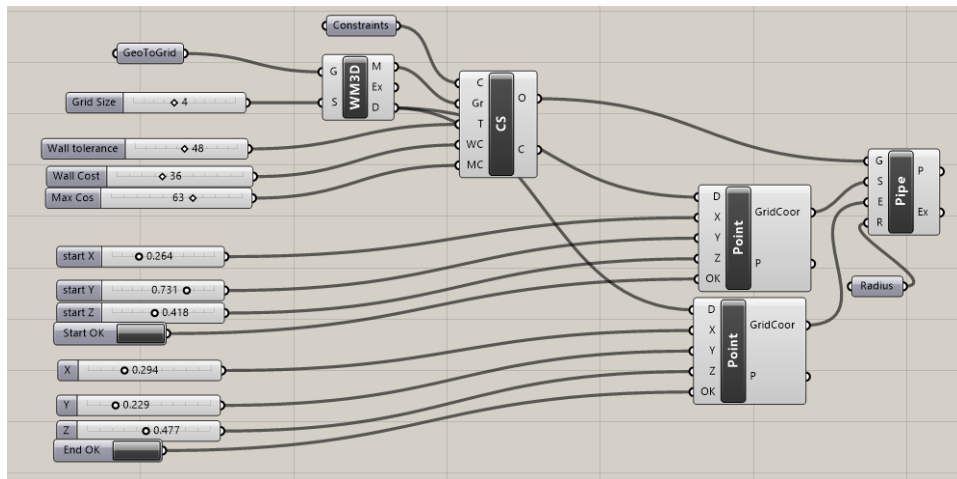 Constraints
GeoToGrid
G
S
WM3D
M
Ex
D
Grid Size 4
C
Gr
T
WC
MC
CS
O
C
Wall tolerance 48
Wall Cost 36
Max Cos 63
G
S
E
R
Pipe
P
Ex
D
X
Y
Z
OK
Point
GridCoor
P
start X 0.264
start Y 0.731
start Z 0.418
Start OK
Radius
D
X
Y
Z
OK
Point
GridCoor
P
X 0.294
Y 0.229
Z 0.477
End OK